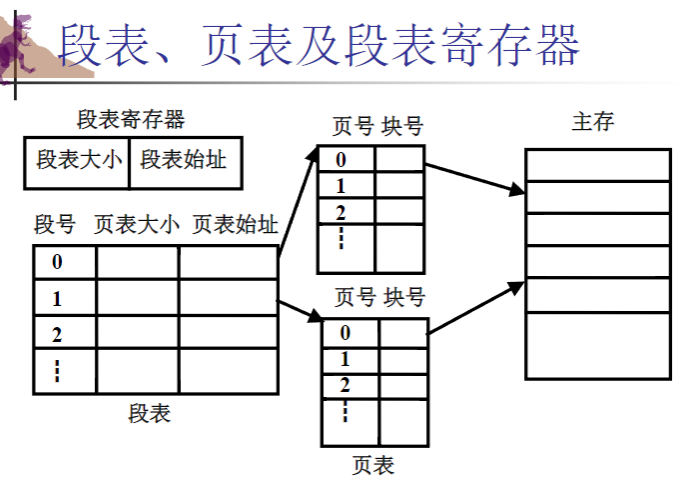 段表、页表及段表寄存器
段表寄存器
段表大小 段表始址
段号 页表大小 页表始址
0
1
2
段表
页号 块号
0
1
2
页号 块号
0
1
2
页表
主存